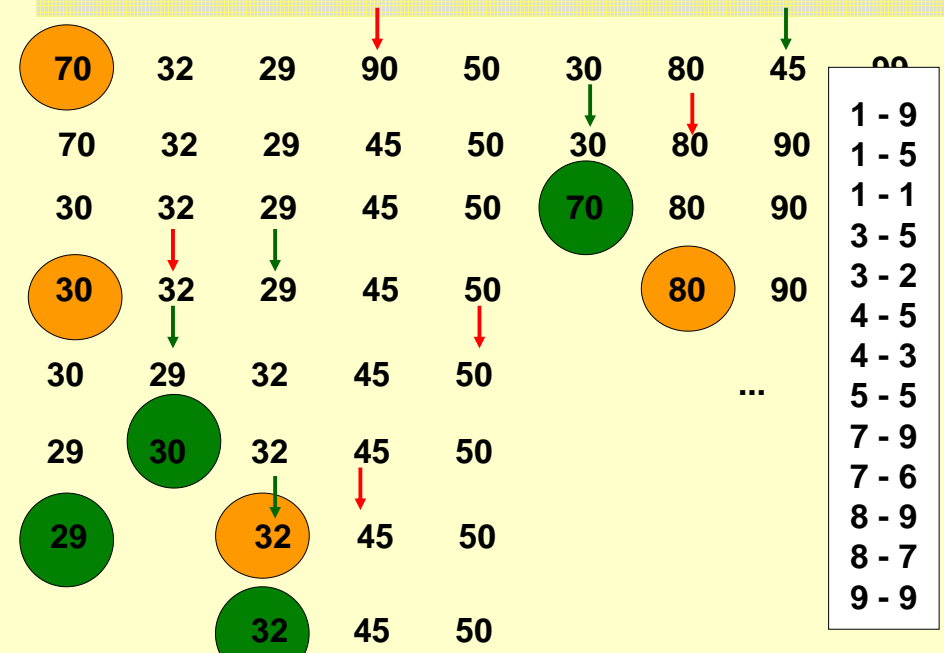 70 32 29 90 50 30 80 45
70 32 29 45 50 30 80 90
30 32 29 45 50 70 80 90
30 32 29 45 50 80 90
30 29 32 45 50
...
29 30 32 45 50
29 32 45 50
32 45 50
1 - 9
1 - 5
1 - 1
3 - 5
3 - 2
4 - 5
4 - 3
5 - 5
7 - 9
7 - 6
8 - 9
8 - 7
9 - 9